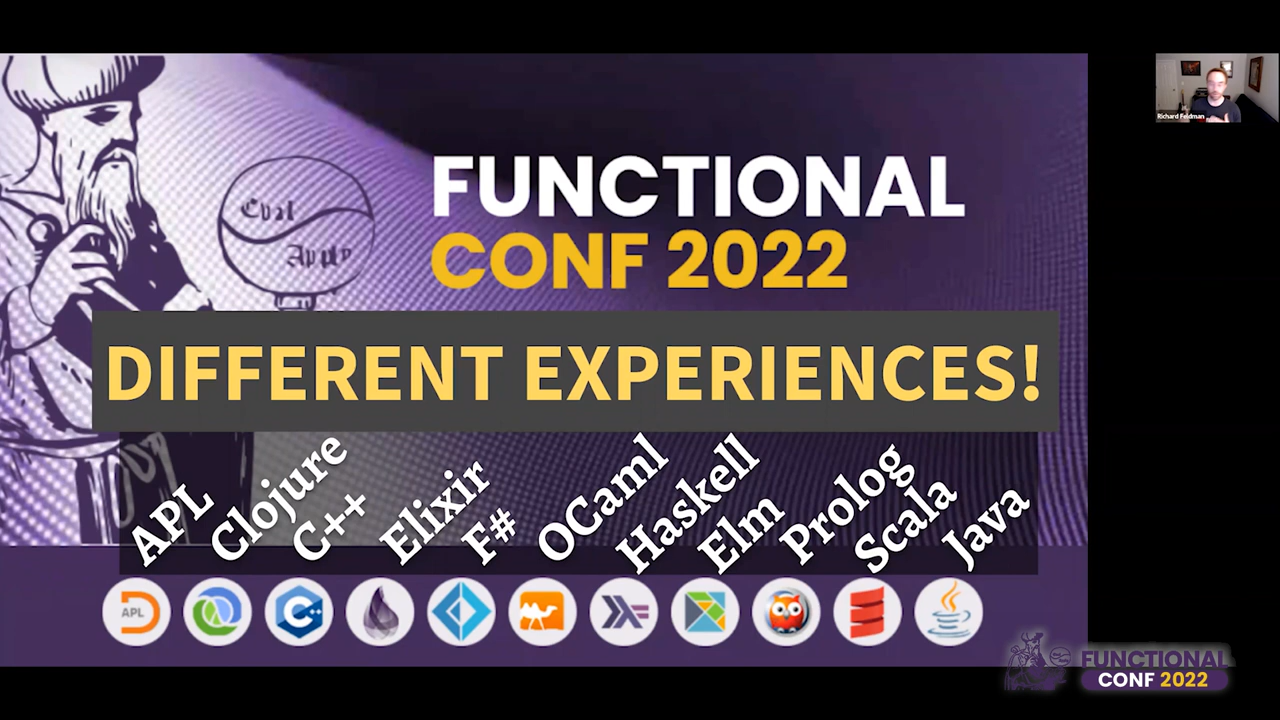 Richard Feldman
Eval
Apply
FUNCTIONAL
CONF 2022
DIFFERENT EXPERIENCES!
APL
Clojure
C++
Elixir
F#
OCaml
Haskell
Elm
Prolog
Scala
Java
APL
C++
FUNCTIONAL
CONF 2022